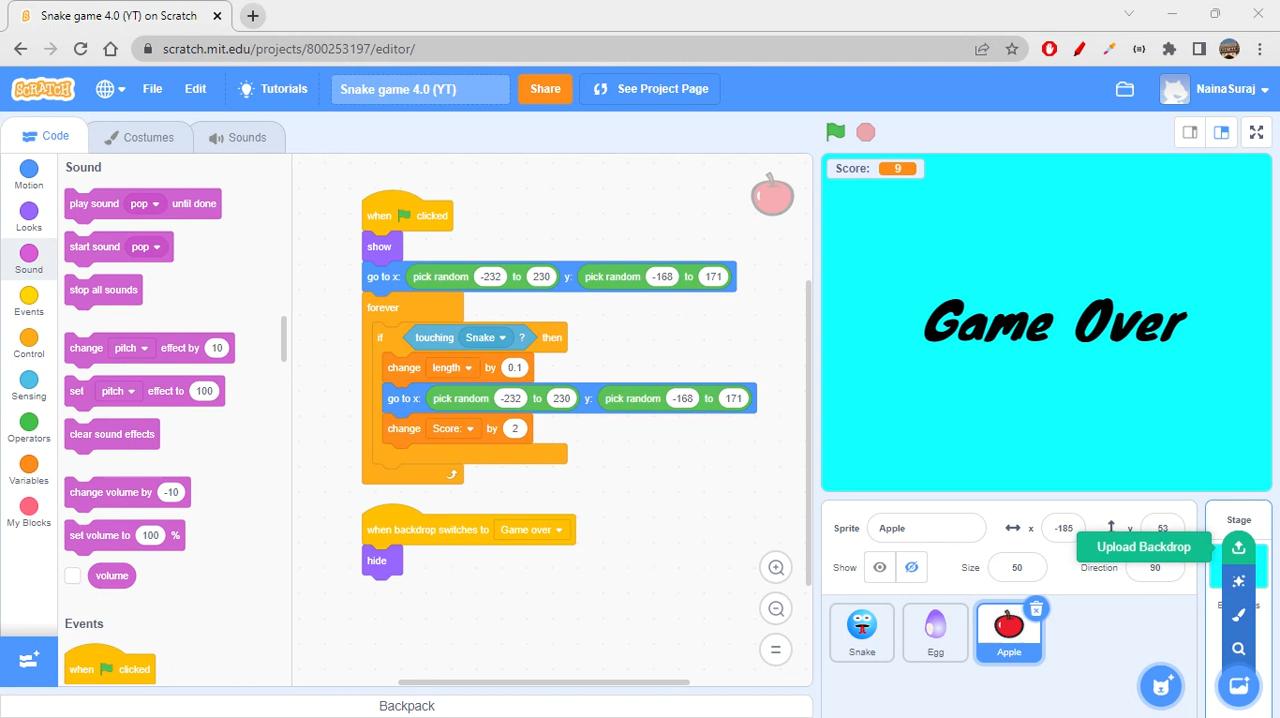 Snake game 4.0 (YT) on Scratch
scratch.mit.edu/projects/800253197/editor/
SCRATCH
File
Edit
Tutorials
Snake game 4.0 (YT)
Share
See Project Page
NainaSuraj
Code
Costumes
Sounds
Motion
Looks
Sound
Events
Control
Sensing
Operators
Variables
My Blocks
Sound
play sound pop until done
start sound pop
stop all sounds
change pitch effect by 10
set pitch effect to 100
clear sound effects
change volume by -10
set volume to 100 %
volume
Events
when clicked
when clicked
show
go to x: pick random -232 to 230 y: pick random -168 to 171
forever
if touching Snake ? then
change length by 0.1
go to x: pick random -232 to 230 y: pick random -168 to 171
change Score: by 2
when backdrop switches to Game over
hide
Backpack
Score: 9
Game Over
Sprite Apple x -185 y 53
Show Size 50 Direction 90
Snake
Egg
Apple
Stage
Upload Backdrop